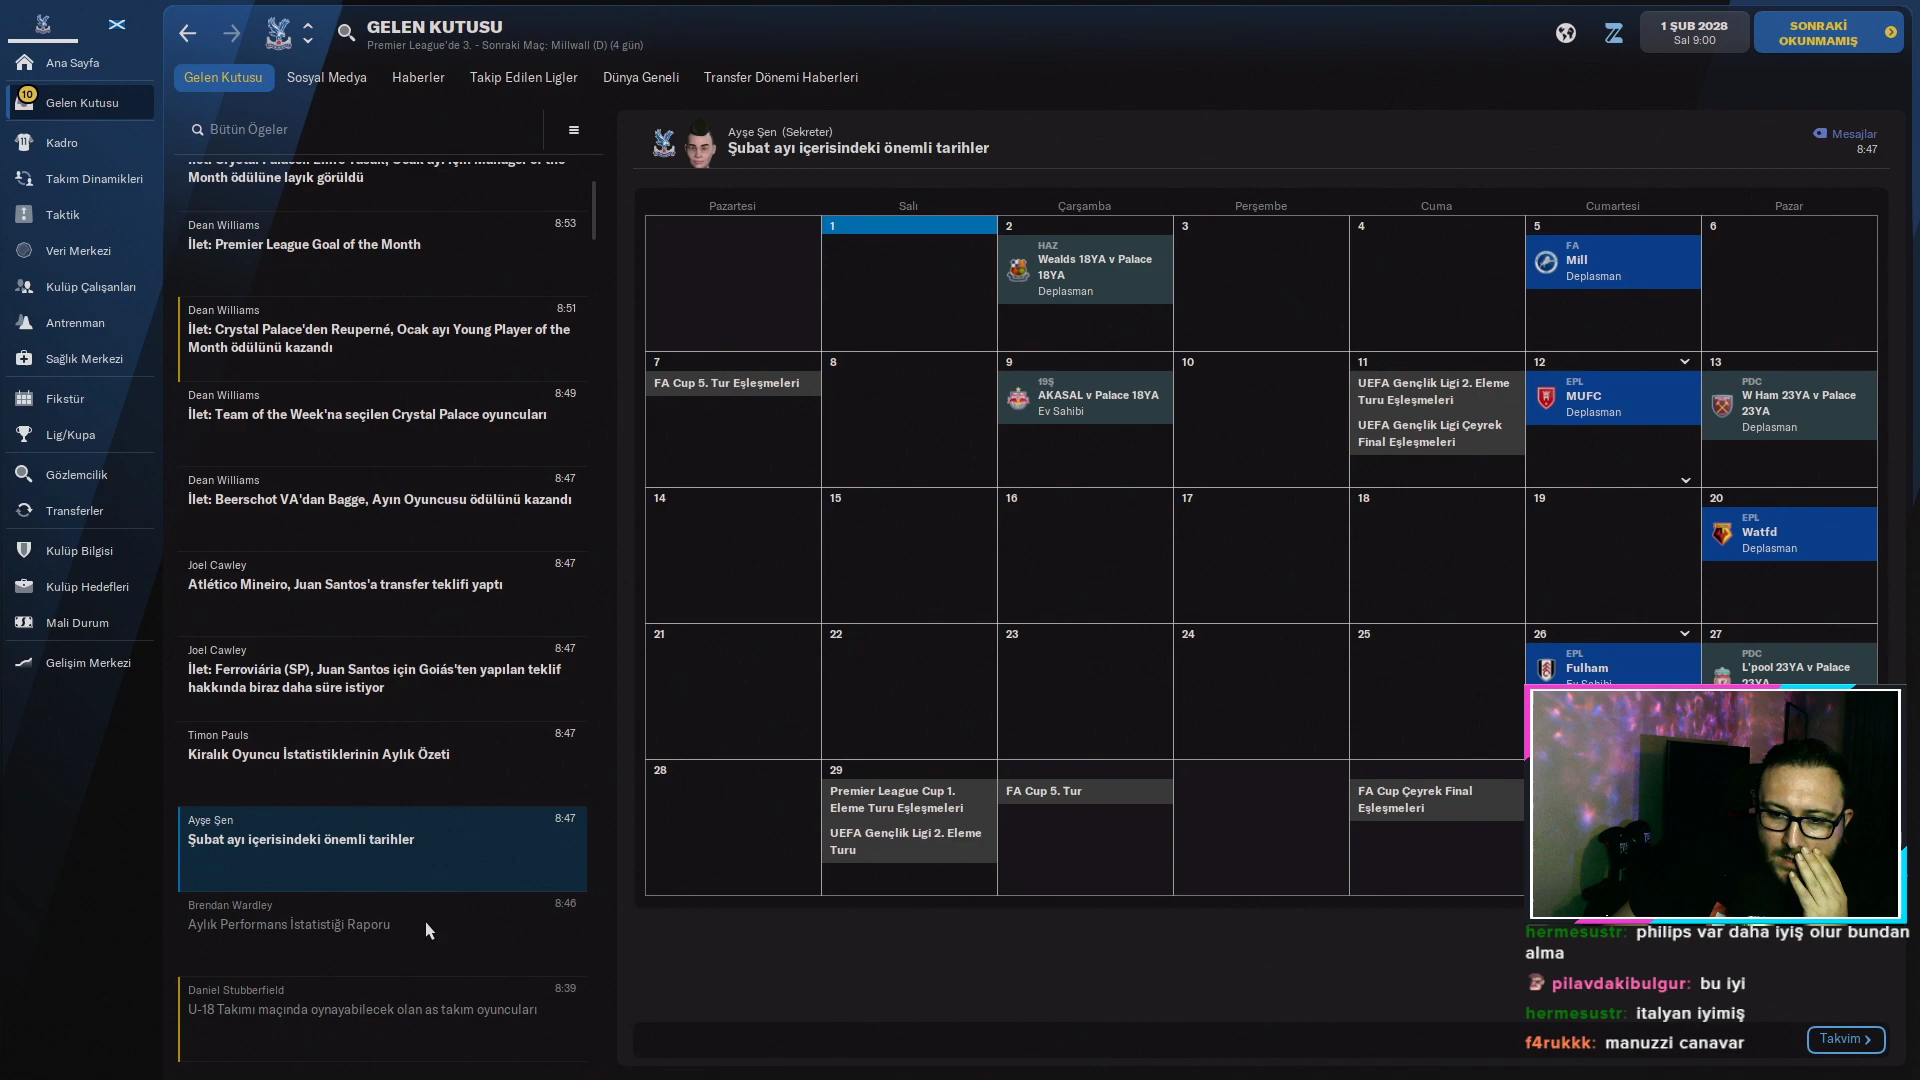 GELEN KUTUSU
Premier League'de 3. - Sonraki Maç: Millwall (D) (4 gün)
1 ŞUB 2028
Sal 9:00
SONRAKİ
OKUNMAMIŞ
Ana Sayfa
10
Gelen Kutusu
Kadro
Takım Dinamikleri
Taktik
Veri Merkezi
Kulüp Çalışanları
Antrenman
Sağlık Merkezi
Fikstür
Lig/Kupa
Gözlemcilik
Transferler
Kulüp Bilgisi
Kulüp Hedefleri
Mali Durum
Gelişim Merkezi
Gelen Kutusu
Sosyal Medya
Haberler
Takip Edilen Ligler
Dünya Geneli
Transfer Dönemi Haberleri
Bütün Ögeler
Month ödülüne layık görüldü
Dean Williams 8:53
İlet: Premier League Goal of the Month
Dean Williams 8:51
İlet: Crystal Palace'den Reuperné, Ocak ayı Young Player of the
Month ödülünü kazandı
Dean Williams 8:49
İlet: Team of the Week'na seçilen Crystal Palace oyuncuları
Dean Williams 8:47
İlet: Beerschot VA'dan Bagge, Ayın Oyuncusu ödülünü kazandı
Joel Cawley 8:47
Atlético Mineiro, Juan Santos'a transfer teklifi yaptı
Joel Cawley 8:47
İlet: Ferroviária (SP), Juan Santos için Goiás'ten yapılan teklif
hakkında biraz daha süre istiyor
Timon Pauls 8:47
Kiralık Oyuncu İstatistiklerinin Aylık Özeti
Ayşe Şen 8:47
Şubat ayı içerisindeki önemli tarihler
Brendan Wardley 8:46
Aylık Performans İstatistiği Raporu
Daniel Stubberfield 8:39
U-18 Takımı maçında oynayabilecek olan as takım oyuncuları
Ayşe Şen (Sekreter)
Şubat ayı içerisindeki önemli tarihler
Mesajlar
8:47
Pazartesi Salı Çarşamba Perşembe Cuma Cumartesi Pazar
1 2 3 4 5 6
HAZ
Wealds 18YA v Palace
18YA
Deplasman
FA
Mill
Deplasman
7 8 9 10 11 12 13
FA Cup 5. Tur Eşleşmeleri
19Ş
AKASAL v Palace 18YA
Ev Sahibi
UEFA Gençlik Ligi 2. Eleme
Turu Eşleşmeleri
UEFA Gençlik Ligi Çeyrek
Final Eşleşmeleri
EPL
MUFC
Deplasman
PDC
W Ham 23YA v Palace
23YA
Deplasman
14 15 16 17 18 19 20
EPL
Watfd
Deplasman
21 22 23 24 25 26 27
EPL
Fulham
Ev Sahibi
PDC
L'pool 23YA v Palace
23YA
28 29
Premier League Cup 1.
Eleme Turu Eşleşmeleri
UEFA Gençlik Ligi 2. Eleme
Turu
FA Cup 5. Tur
FA Cup Çeyrek Final
Eşleşmeleri
hermesustr: philips var daha iyiş olur bundan
alma
pilavdakibulgur: bu iyi
hermesustr: italyan iyimiş
f4rukkk: manuzzi canavar
Takvim